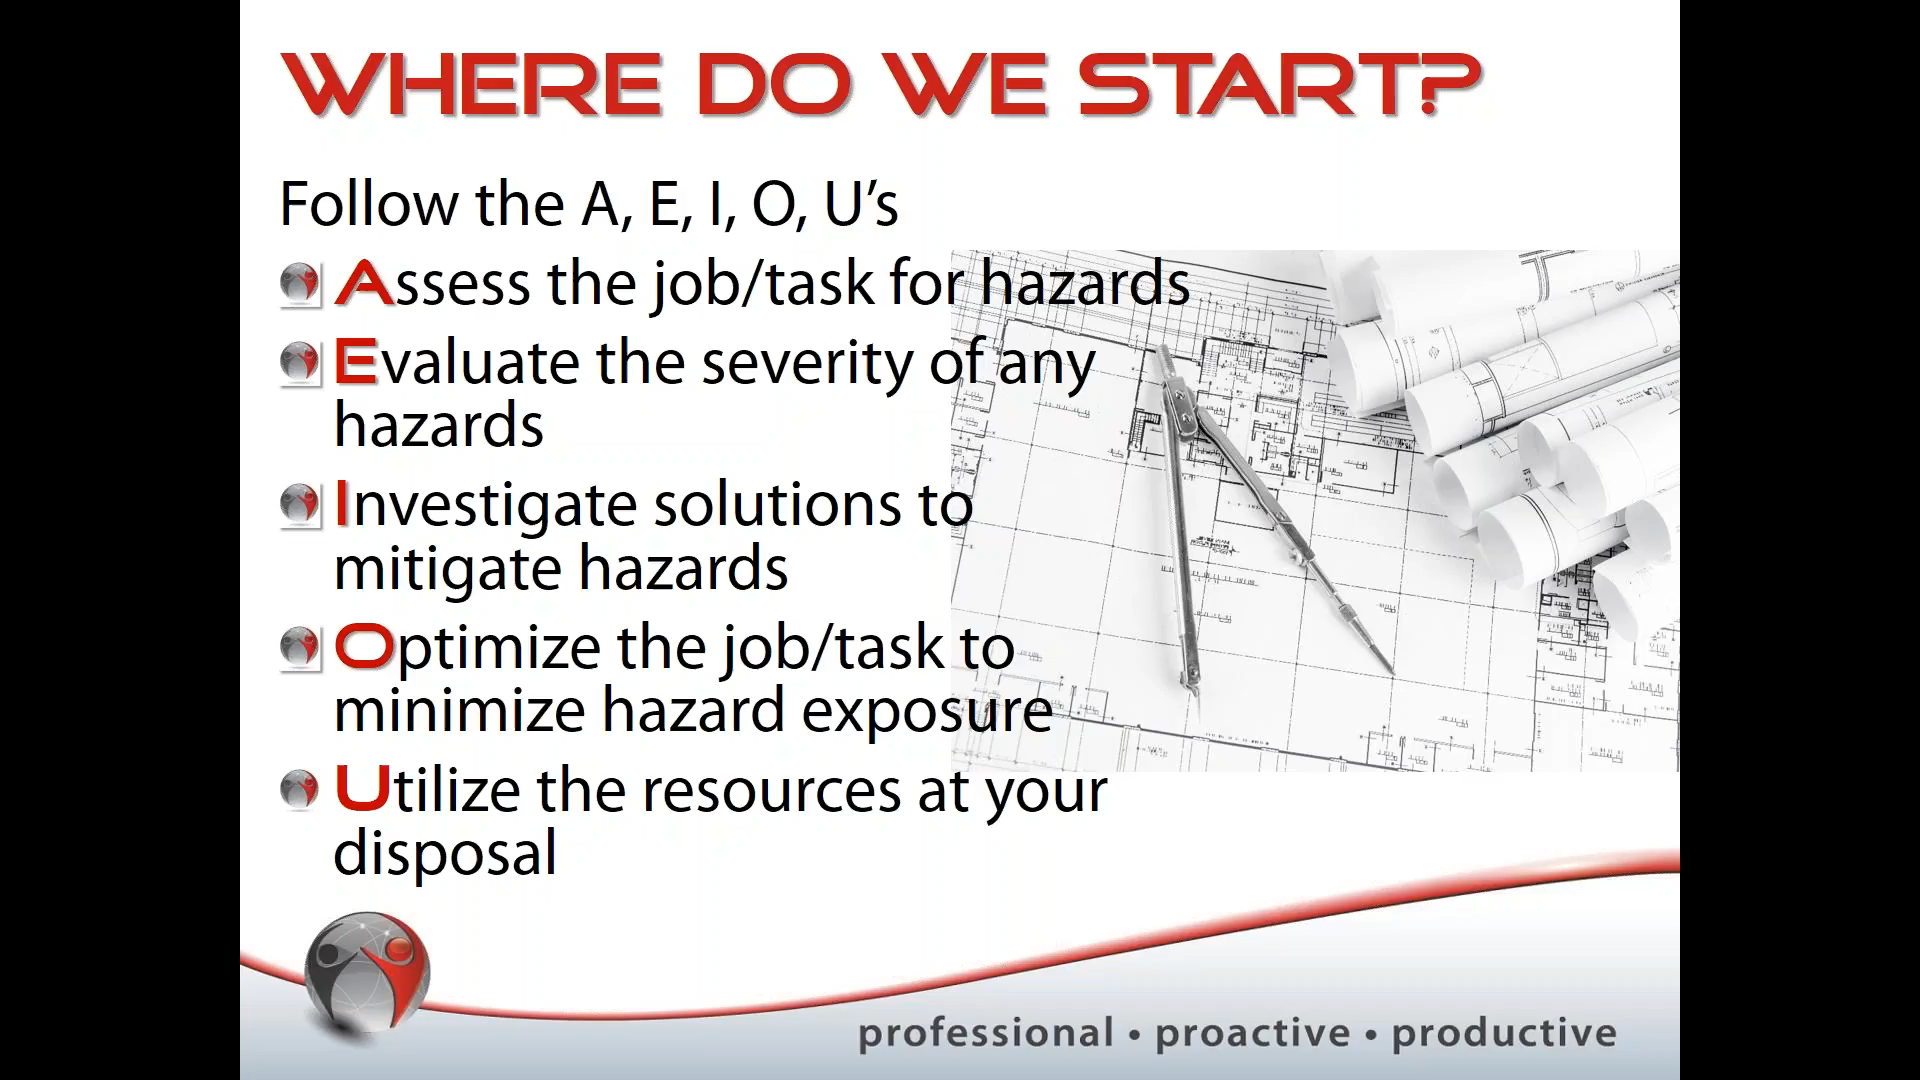 WHERE DO WE START?
Follow the A, E, I, O, U’s
Assess the job/task for hazards
Evaluate the severity of any
hazards
Investigate solutions to
mitigate hazards
Optimize the job/task to
minimize hazard exposure
Utilize the resources at your
disposal
professional • proactive • productive